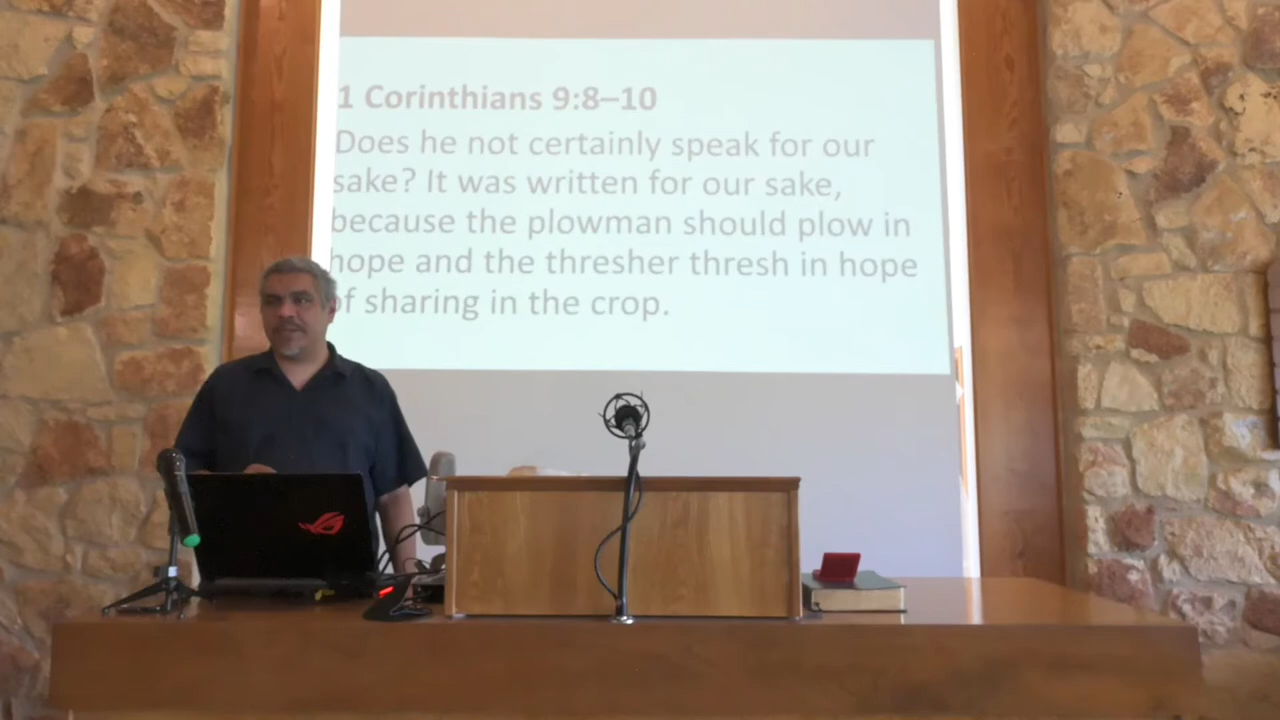 1 Corinthians 9:8–10
Does he not certainly speak for our
sake? It was written for our sake,
because the plowman should plow in
hope and the thresher thresh in hope
of sharing in the crop.